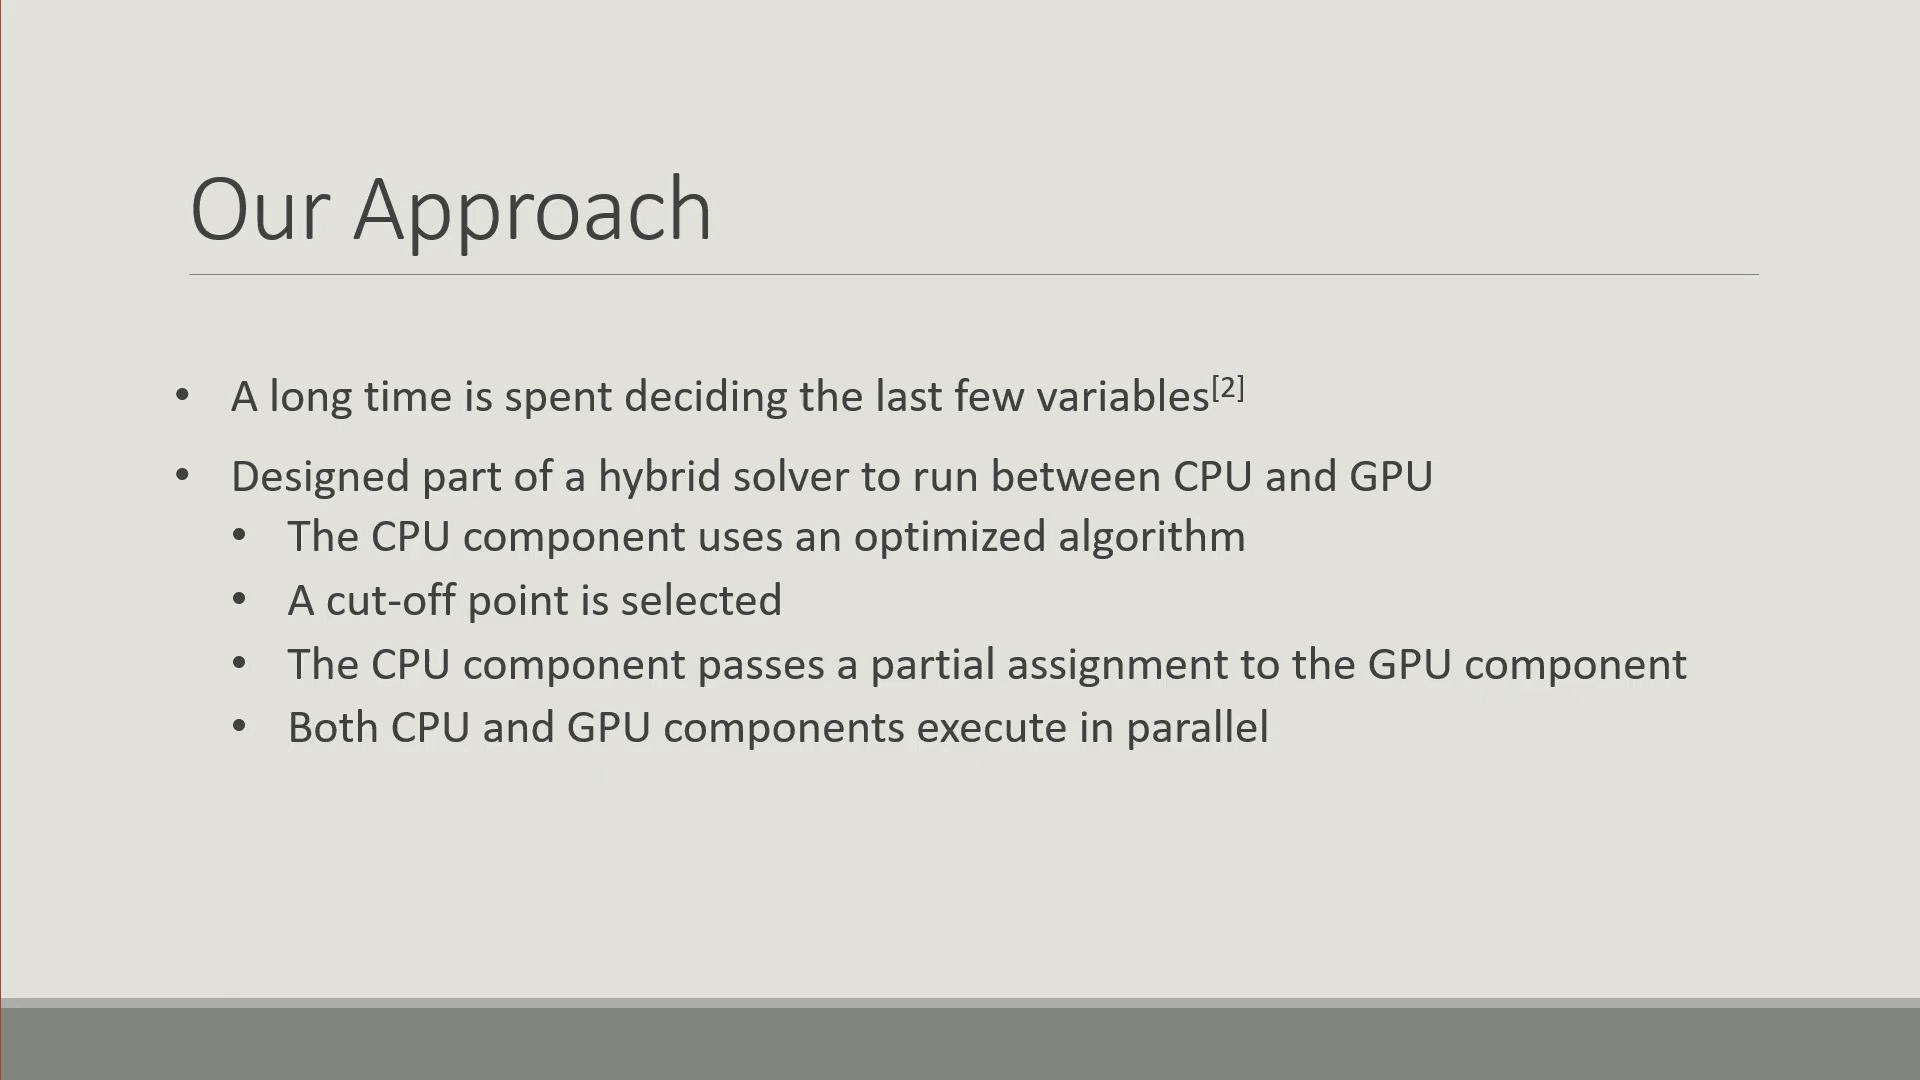 Our Approach
• A long time is spent deciding the last few variables[2]
• Designed part of a hybrid solver to run between CPU and GPU
• The CPU component uses an optimized algorithm
• A cut-off point is selected
• The CPU component passes a partial assignment to the GPU component
• Both CPU and GPU components execute in parallel